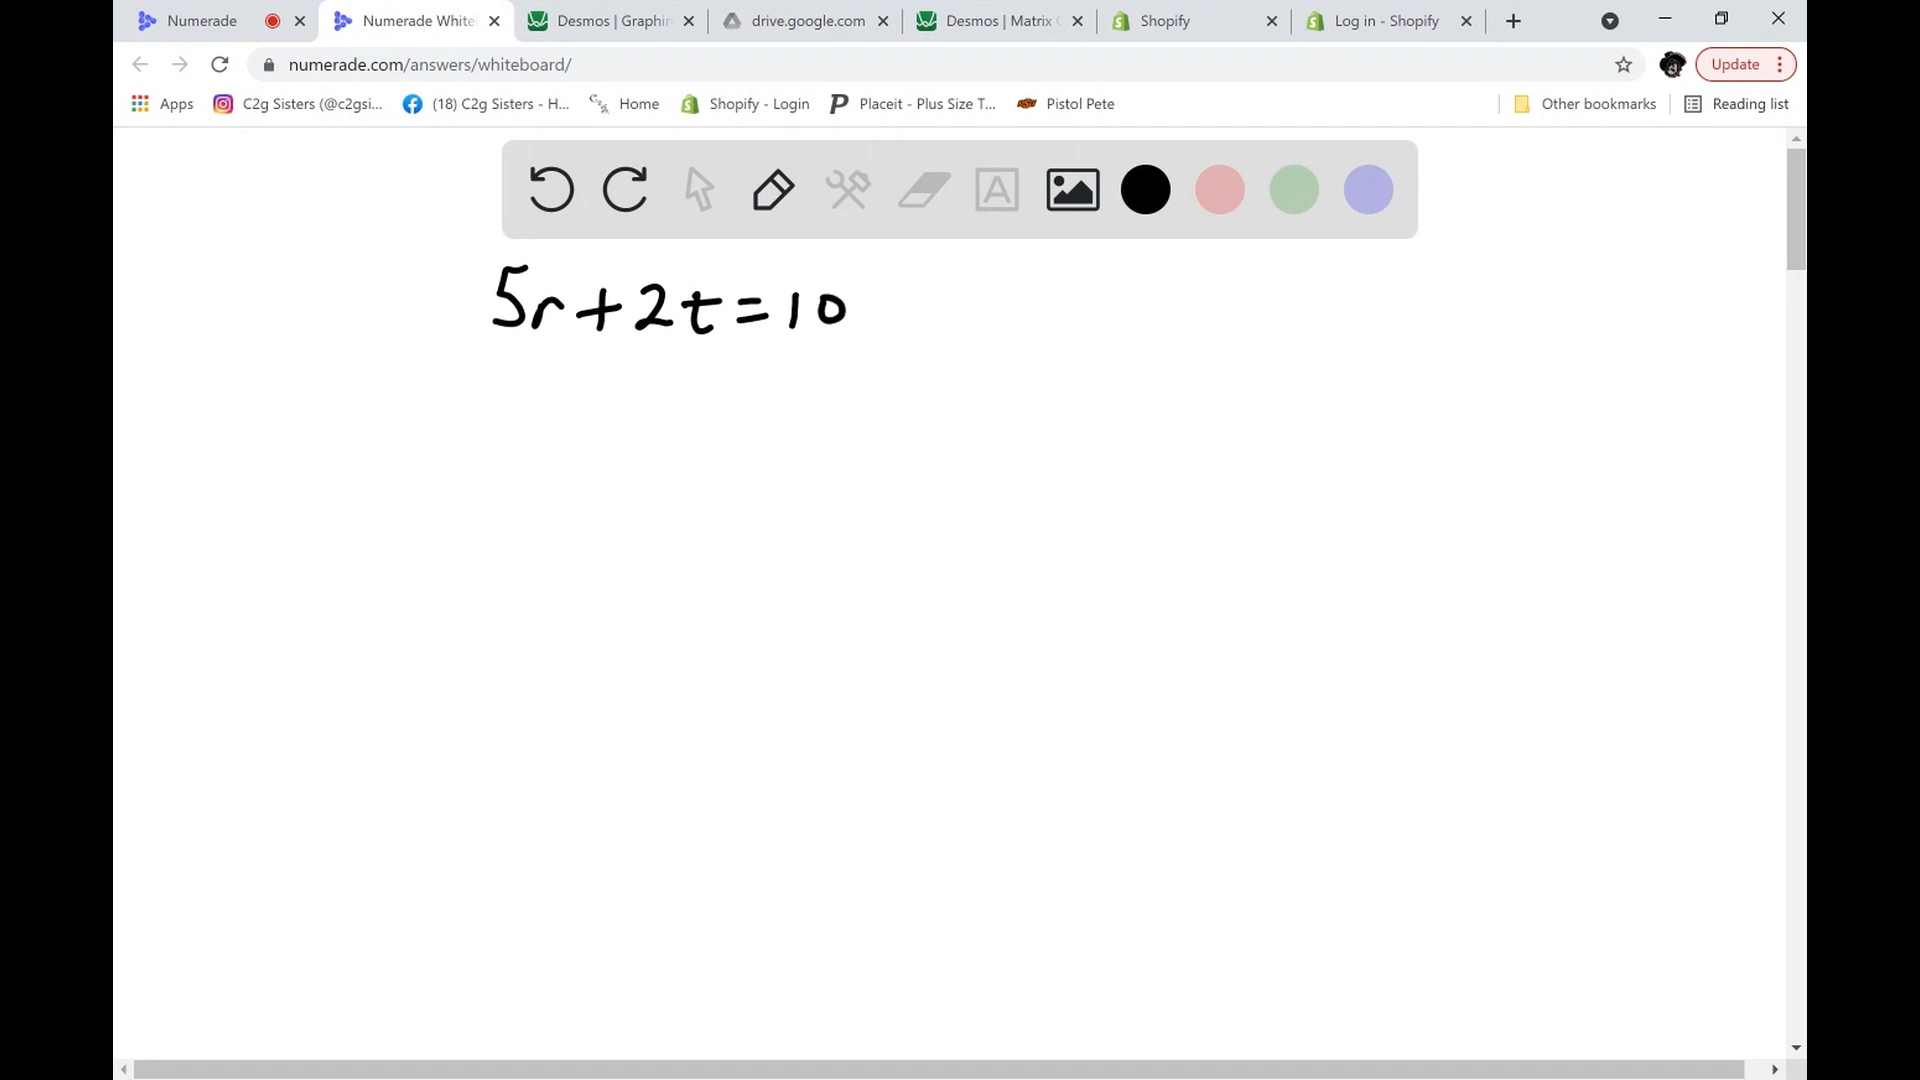 Numerade
Numerade White
Desmos | Graphin
drive.google.com
Desmos | Matrix C
Shopify
Log in - Shopify
numerade.com/answers/whiteboard/
Update
Apps
C2g Sisters (@c2gsi...
(18) C2g Sisters - H...
Home
Shopify - Login
Placeit - Plus Size T...
Pistol Pete
Other bookmarks
Reading list
A
5r+2t=10